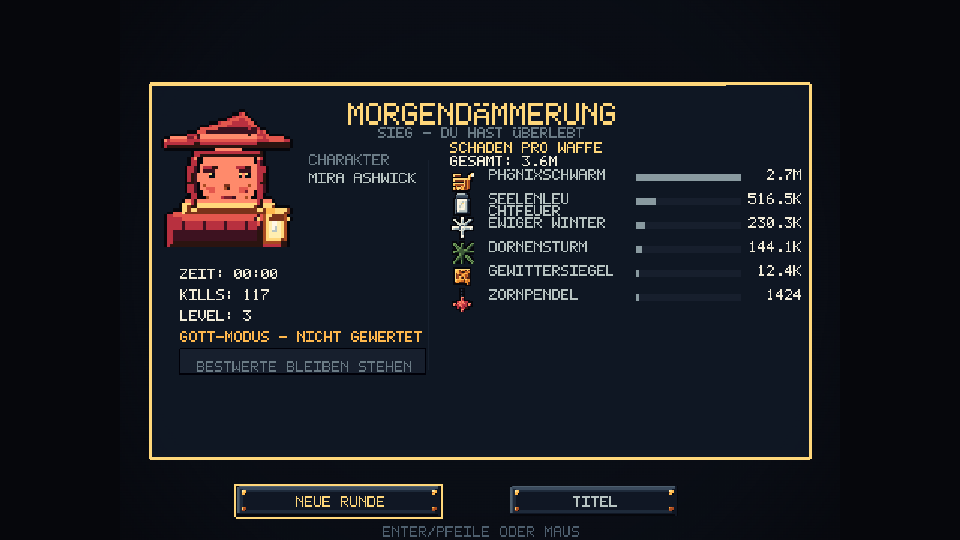 MORGENDäMMERUNG
SIEG - DU HAST üBERLEBT
CHARAKTER
MIRA ASHWICK
ZEIT: 00:00
KILLS: 117
LEVEL: 3
GOTT-MODUS - NICHT GEWERTET
BESTWERTE BLEIBEN STEHEN
SCHADEN PRO WAFFE
GESAMT: 3.6M
PHöNIXSCHWARM 2.7M
SEELENLEU 516.5K
CHTFEUER
EWIGER WINTER 230.3K
DORNENSTURM 144.1K
GEWITTERSIEGEL 12.4K
ZORNPENDEL 1424
NEUE RUNDE
TITEL
ENTER/PFEILE ODER MAUS